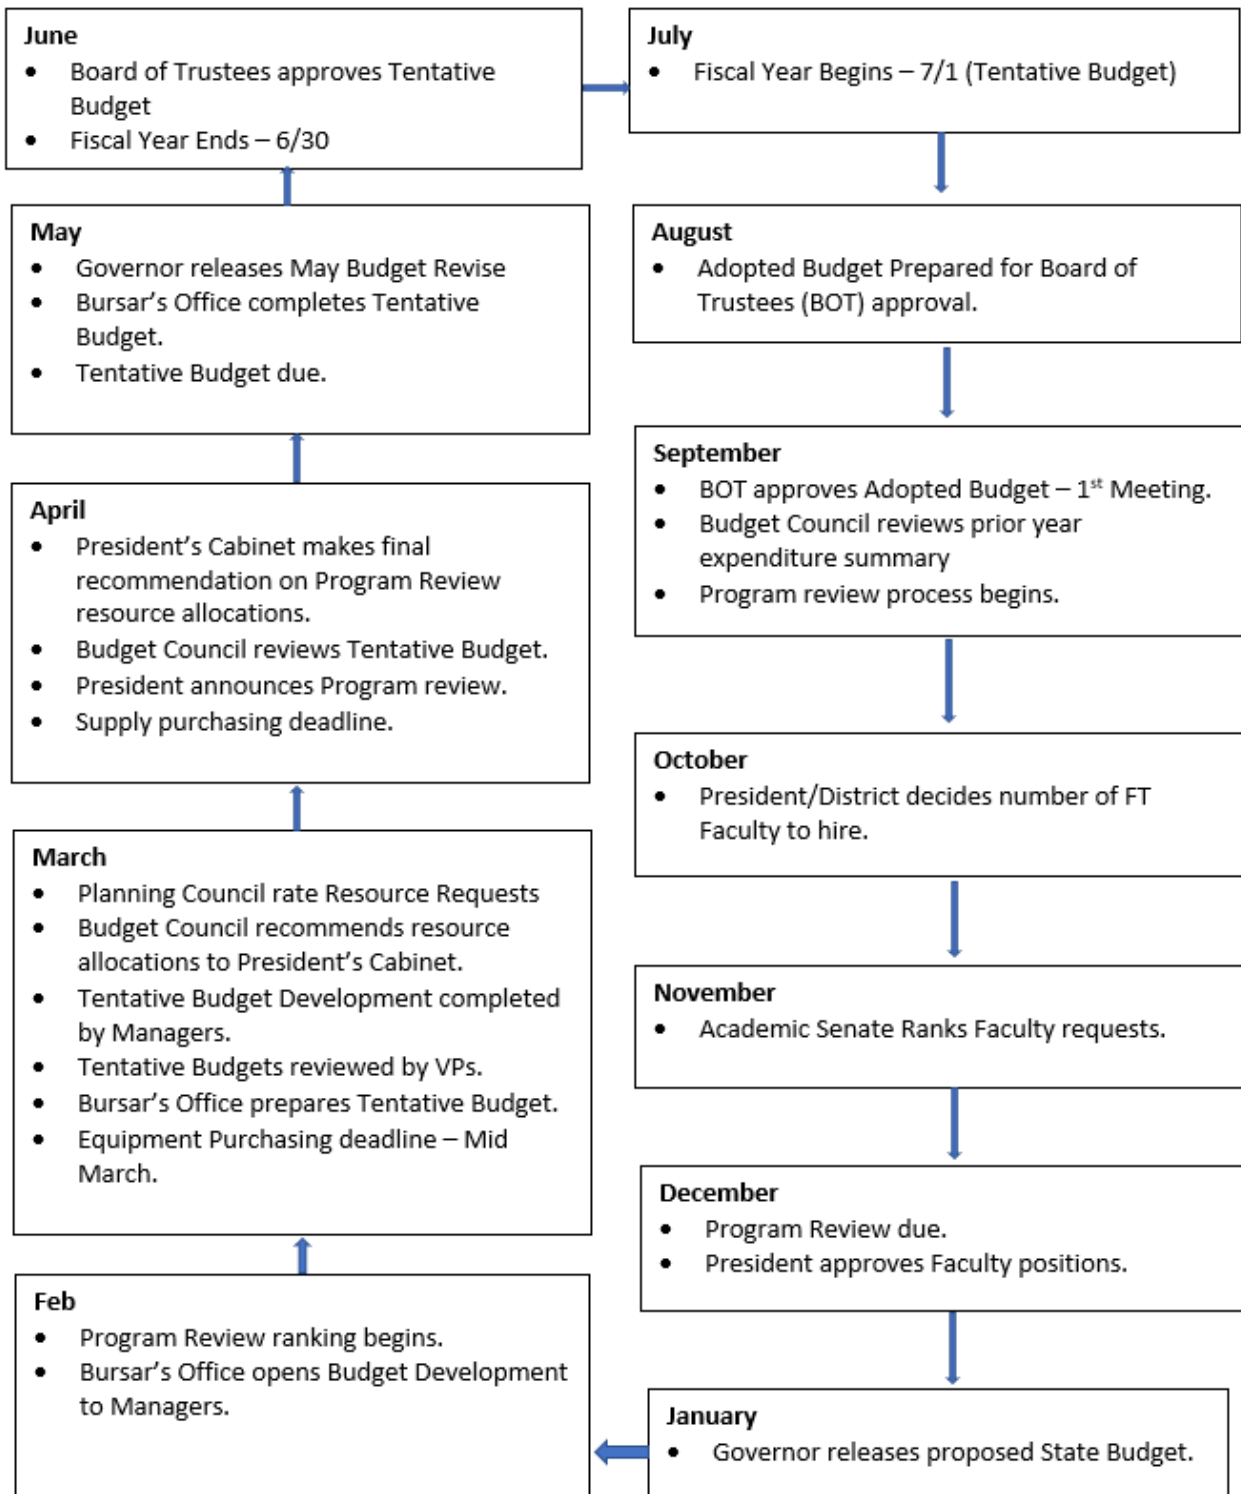 June
• Board of Trustees approves Tentative
Budget
• Fiscal Year Ends – 6/30
July
• Fiscal Year Begins – 7/1 (Tentative Budget)
August
• Adopted Budget Prepared for Board of
Trustees (BOT) approval.
September
• BOT approves Adopted Budget – 1st Meeting.
• Budget Council reviews prior year
expenditure summary
• Program review process begins.
October
• President/District decides number of FT
Faculty to hire.
November
• Academic Senate Ranks Faculty requests.
December
• Program Review due.
• President approves Faculty positions.
January
• Governor releases proposed State Budget.
Feb
• Program Review ranking begins.
• Bursar’s Office opens Budget Development
to Managers.
March
• Planning Council rate Resource Requests
• Budget Council recommends resource
allocations to President’s Cabinet.
• Tentative Budget Development completed
by Managers.
• Tentative Budgets reviewed by VPs.
• Bursar’s Office prepares Tentative Budget.
• Equipment Purchasing deadline – Mid
March.
April
• President’s Cabinet makes final
recommendation on Program Review
resource allocations.
• Budget Council reviews Tentative Budget.
• President announces Program review.
• Supply purchasing deadline.
May
• Governor releases May Budget Revise
• Bursar’s Office completes Tentative
Budget.
• Tentative Budget due.